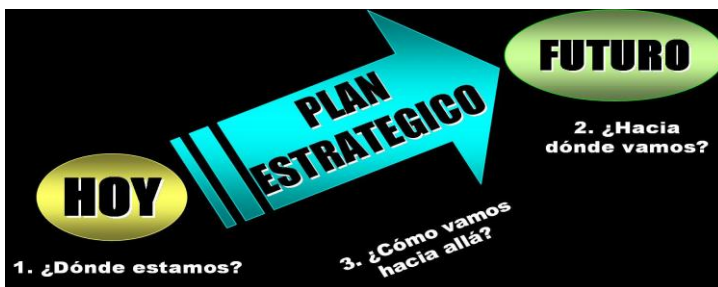 FUTURO
PLAN
ESTRATEGICO
2. ¿Hacia
dónde vamos?
HOY
1. ¿Dónde estamos?
3. ¿Cómo vamos
hacia allá?